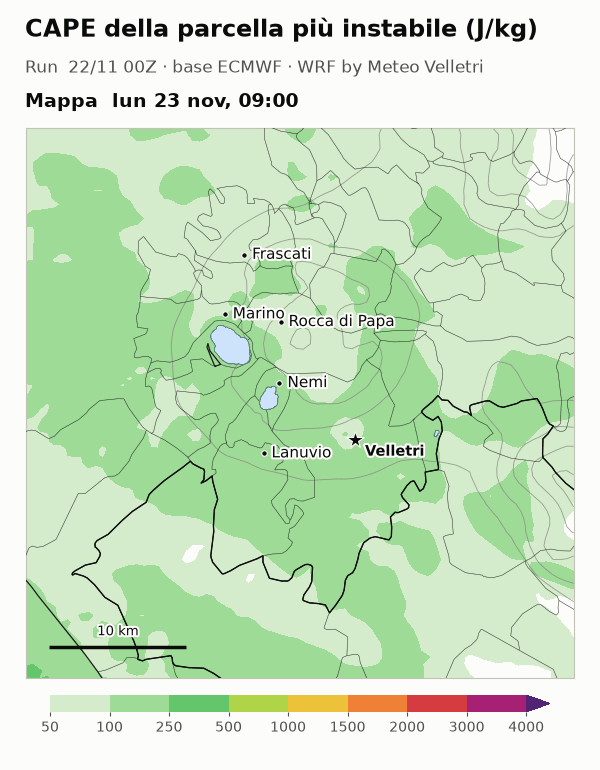 CAPE della parcella più instabile (J/kg)
Run  22/11 00Z · base ECMWF · WRF by Meteo Velletri
Mappa  lun 23 nov, 09:00
Frascati
Marino
Rocca di Papa
Nemi
Velletri
Lanuvio
10 km
50 100 250 500 1000 1500 2000 3000 4000